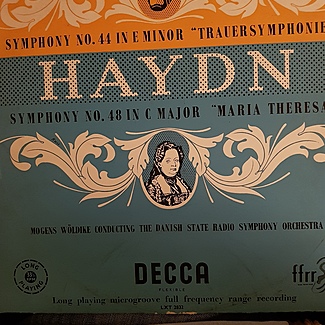 SYMPHONY NO. 44 IN E MINOR "TRAUERSYMPHONIE
HAYDN
SYMPHONY NO. 48 IN C MAJOR "MARIA THERESA
MOGENS WÖLDIKE CONDUCTING THE DANISH STATE RADIO SYMPHONY ORCHESTRA
LONG
PLAYING
DECCA
FLEXIBLE
ffrr
Long playing microgroove full frequency range recording